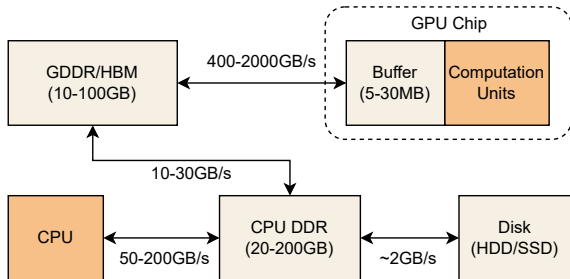 GPU Chip
GDDR/HBM
(10-100GB)
400-2000GB/s
Buffer
(5-30MB)
Computation
Units
10-30GB/s
CPU
50-200GB/s
CPU DDR
(20-200GB)
~2GB/s
Disk
(HDD/SSD)